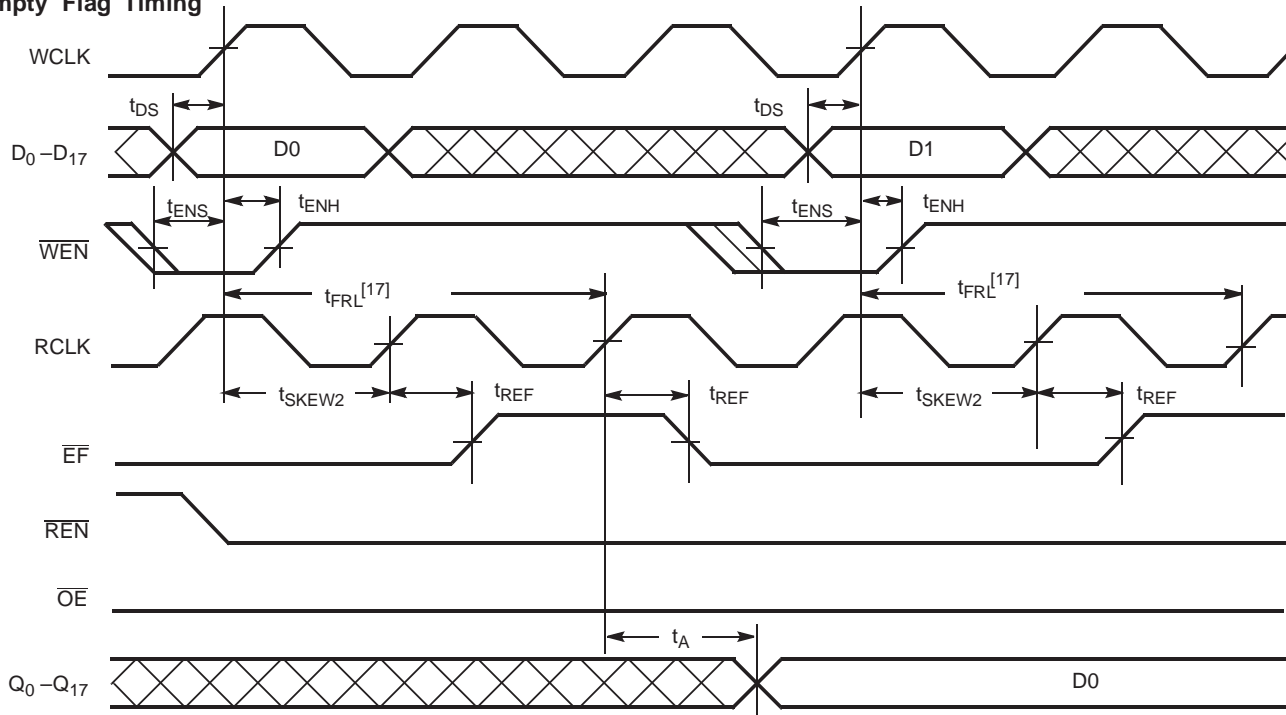 mpty Flag Timing
WCLK
tDS tDS
D0 –D17 D0 D1
tENS tENH tENS tENH
WEN
tFRL[17] tFRL[17]
RCLK
tSKEW2 tREF tREF tSKEW2 tREF
EF
REN
OE
tA
Q0 –Q17 D0